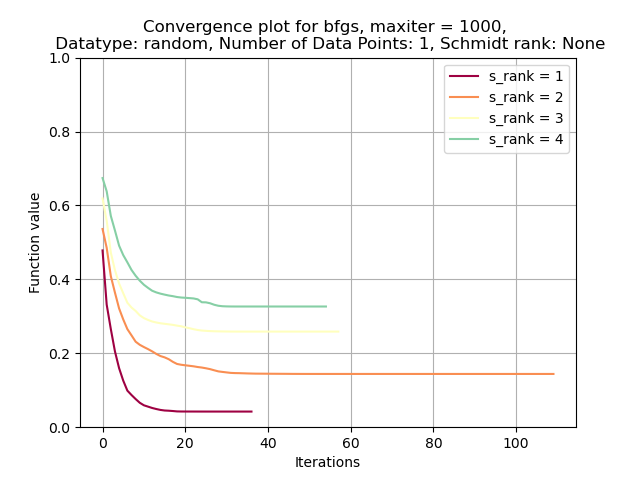 Convergence plot for bfgs, maxiter = 1000,
Datatype: random, Number of Data Points: 1, Schmidt rank: None
1.0
0.8
0.6
0.4
0.2
0.0
Function value
s_rank = 1
s_rank = 2
s_rank = 3
s_rank = 4
0 20 40 60 80 100
Iterations